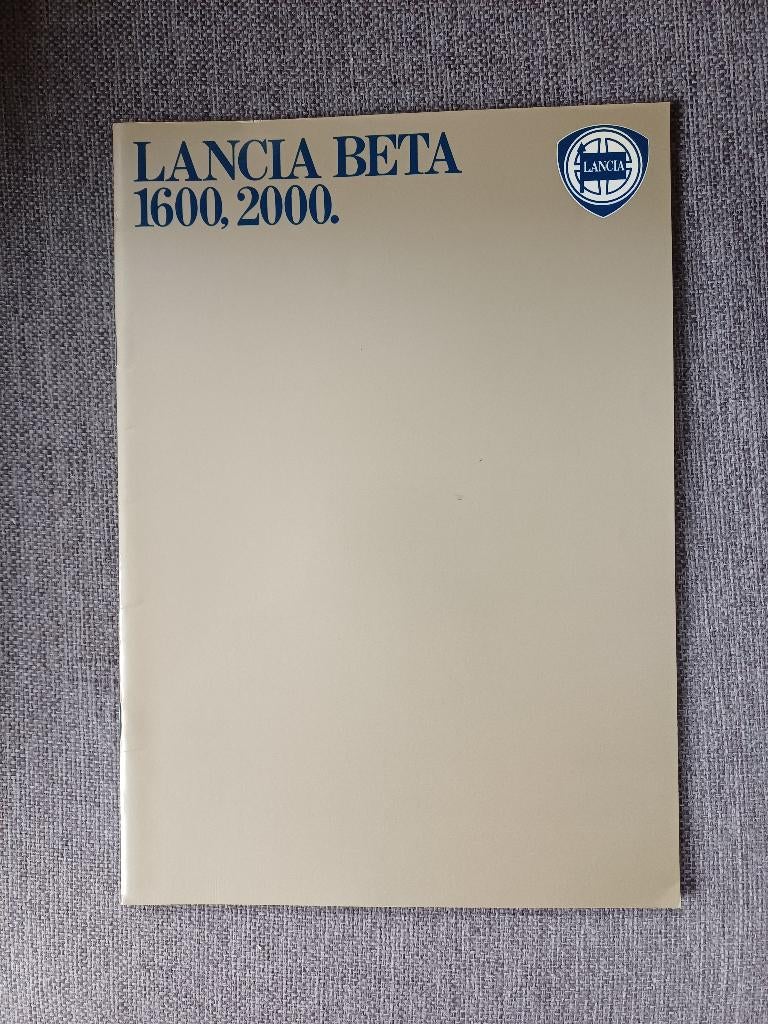 LANCIA BETA
1600, 2000.
LANCIA